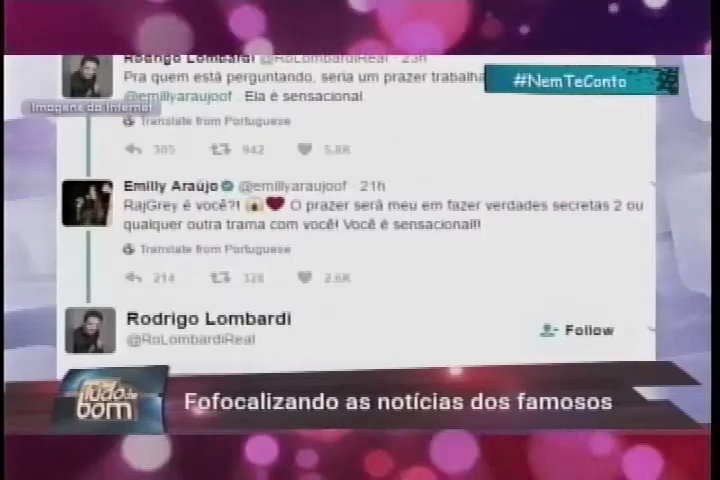 Rodrigo Lombardi @RoLombardiReal · 23h
Pra quem está perguntando, seria um prazer trabalha
#NemTeConto
@emillyaraujoof . Ela é sensacional
Imagens da Internet
Translate from Portuguese
305 942 5.8K
Emilly Araújo @emillyaraujoof · 21h
RajGrey é você?! 😱❤ O prazer será meu em fazer verdades secretas 2 ou
qualquer outra trama com você! Você é sensacional!!
Translate from Portuguese
214 328 2.6K
Rodrigo Lombardi
@RoLombardiReal
Follow
tudo de
bom
Fofocalizando as notícias dos famosos